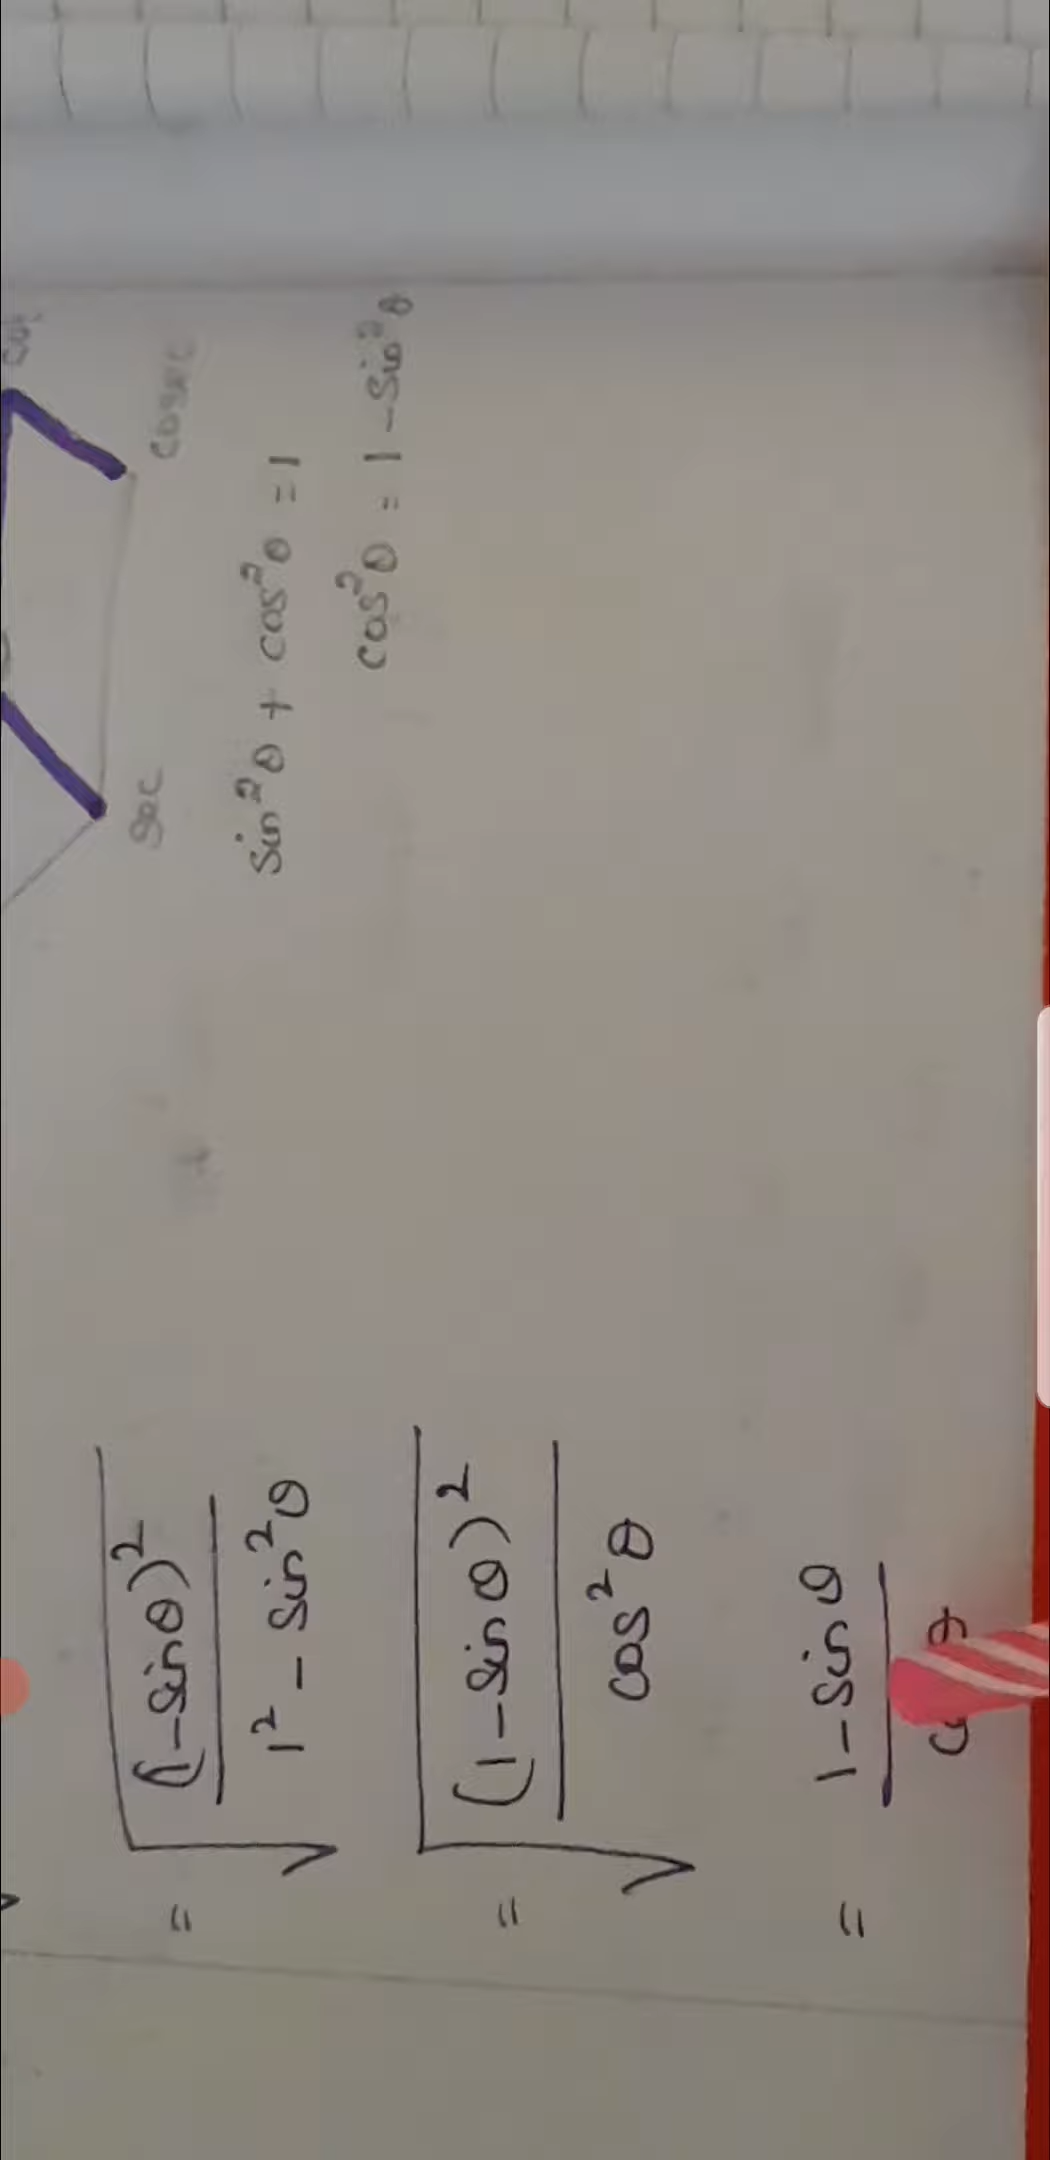 cosec
sec
sin²θ + cos²θ = 1
cos²θ = 1 - sin²θ
= √((1-sinθ)² / (1² - sin²θ))
= √((1-sinθ)² / cos²θ)
= 1 - sinθ